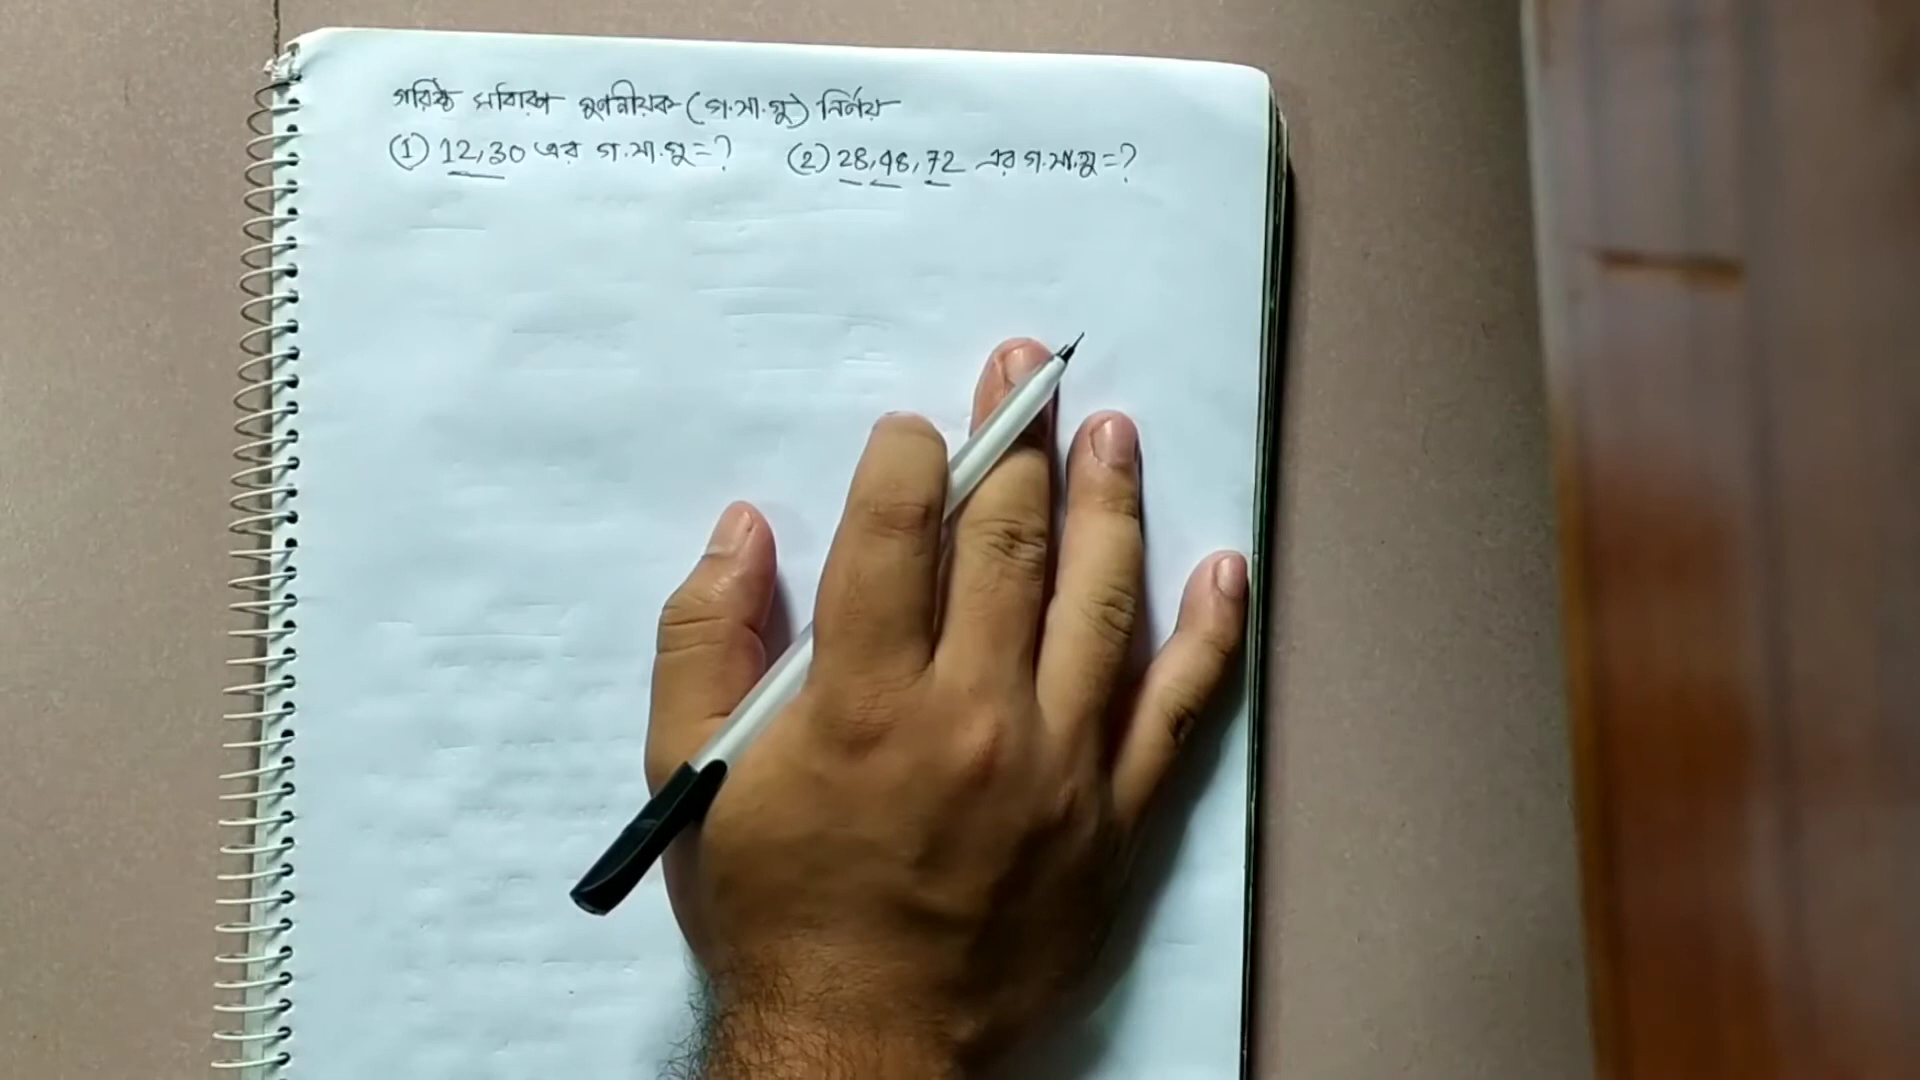 গরিষ্ঠ সাধারণ গুণনীয়ক (গ.সা.গু) নির্ণয়
(1) 12,30 এর গ.সা.গু=? (2) 28,48,72 এর গ.সা.গু=?